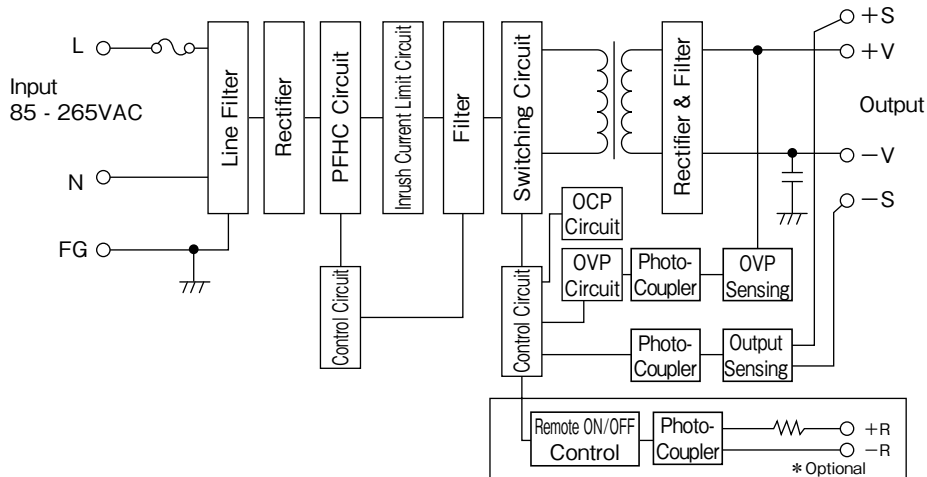 L
Input
85 - 265VAC
N
FG
Line Filter
Rectifier
PFHC Circuit
Inrush Current Limit Circuit
Filter
Switching Circuit
Rectifier & Filter
+S
+V
Output
−V
−S
Control Circuit
Control Circuit
OCP
Circuit
OVP
Circuit
Photo-
Coupler
OVP
Sensing
Photo-
Coupler
Output
Sensing
Remote ON/OFF
Control
Photo-
Coupler
+R
−R
*Optional